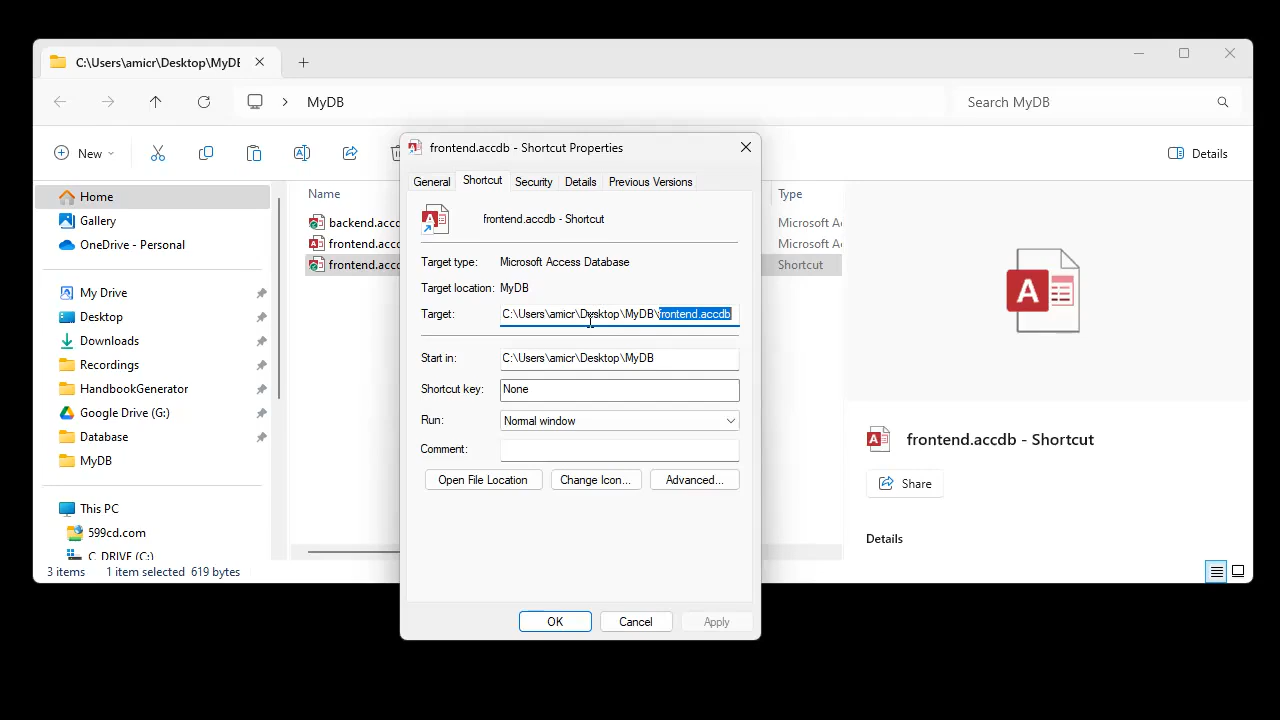 C:\Users\amicr\Desktop\MyDE
MyDB
Search MyDB
New
Details
Home
Gallery
OneDrive - Personal
My Drive
Desktop
Downloads
Recordings
HandbookGenerator
Google Drive (G:)
Database
MyDB
This PC
599cd.com
C_DRIVE (C:)
3 items 1 item selected 619 bytes
Name
Type
backend.accd
Microsoft A
frontend.acc
Microsoft A
frontend.acc
Shortcut
frontend.accdb - Shortcut Properties
General Shortcut Security Details Previous Versions
frontend.accdb - Shortcut
Target type: Microsoft Access Database
Target location: MyDB
Target: C:\Users\amicr\Desktop\MyDB\frontend.accdb
Start in: C:\Users\amicr\Desktop\MyDB
Shortcut key: None
Run: Normal window
Comment:
Open File Location Change Icon... Advanced...
OK Cancel Apply
A
frontend.accdb - Shortcut
Share
Details